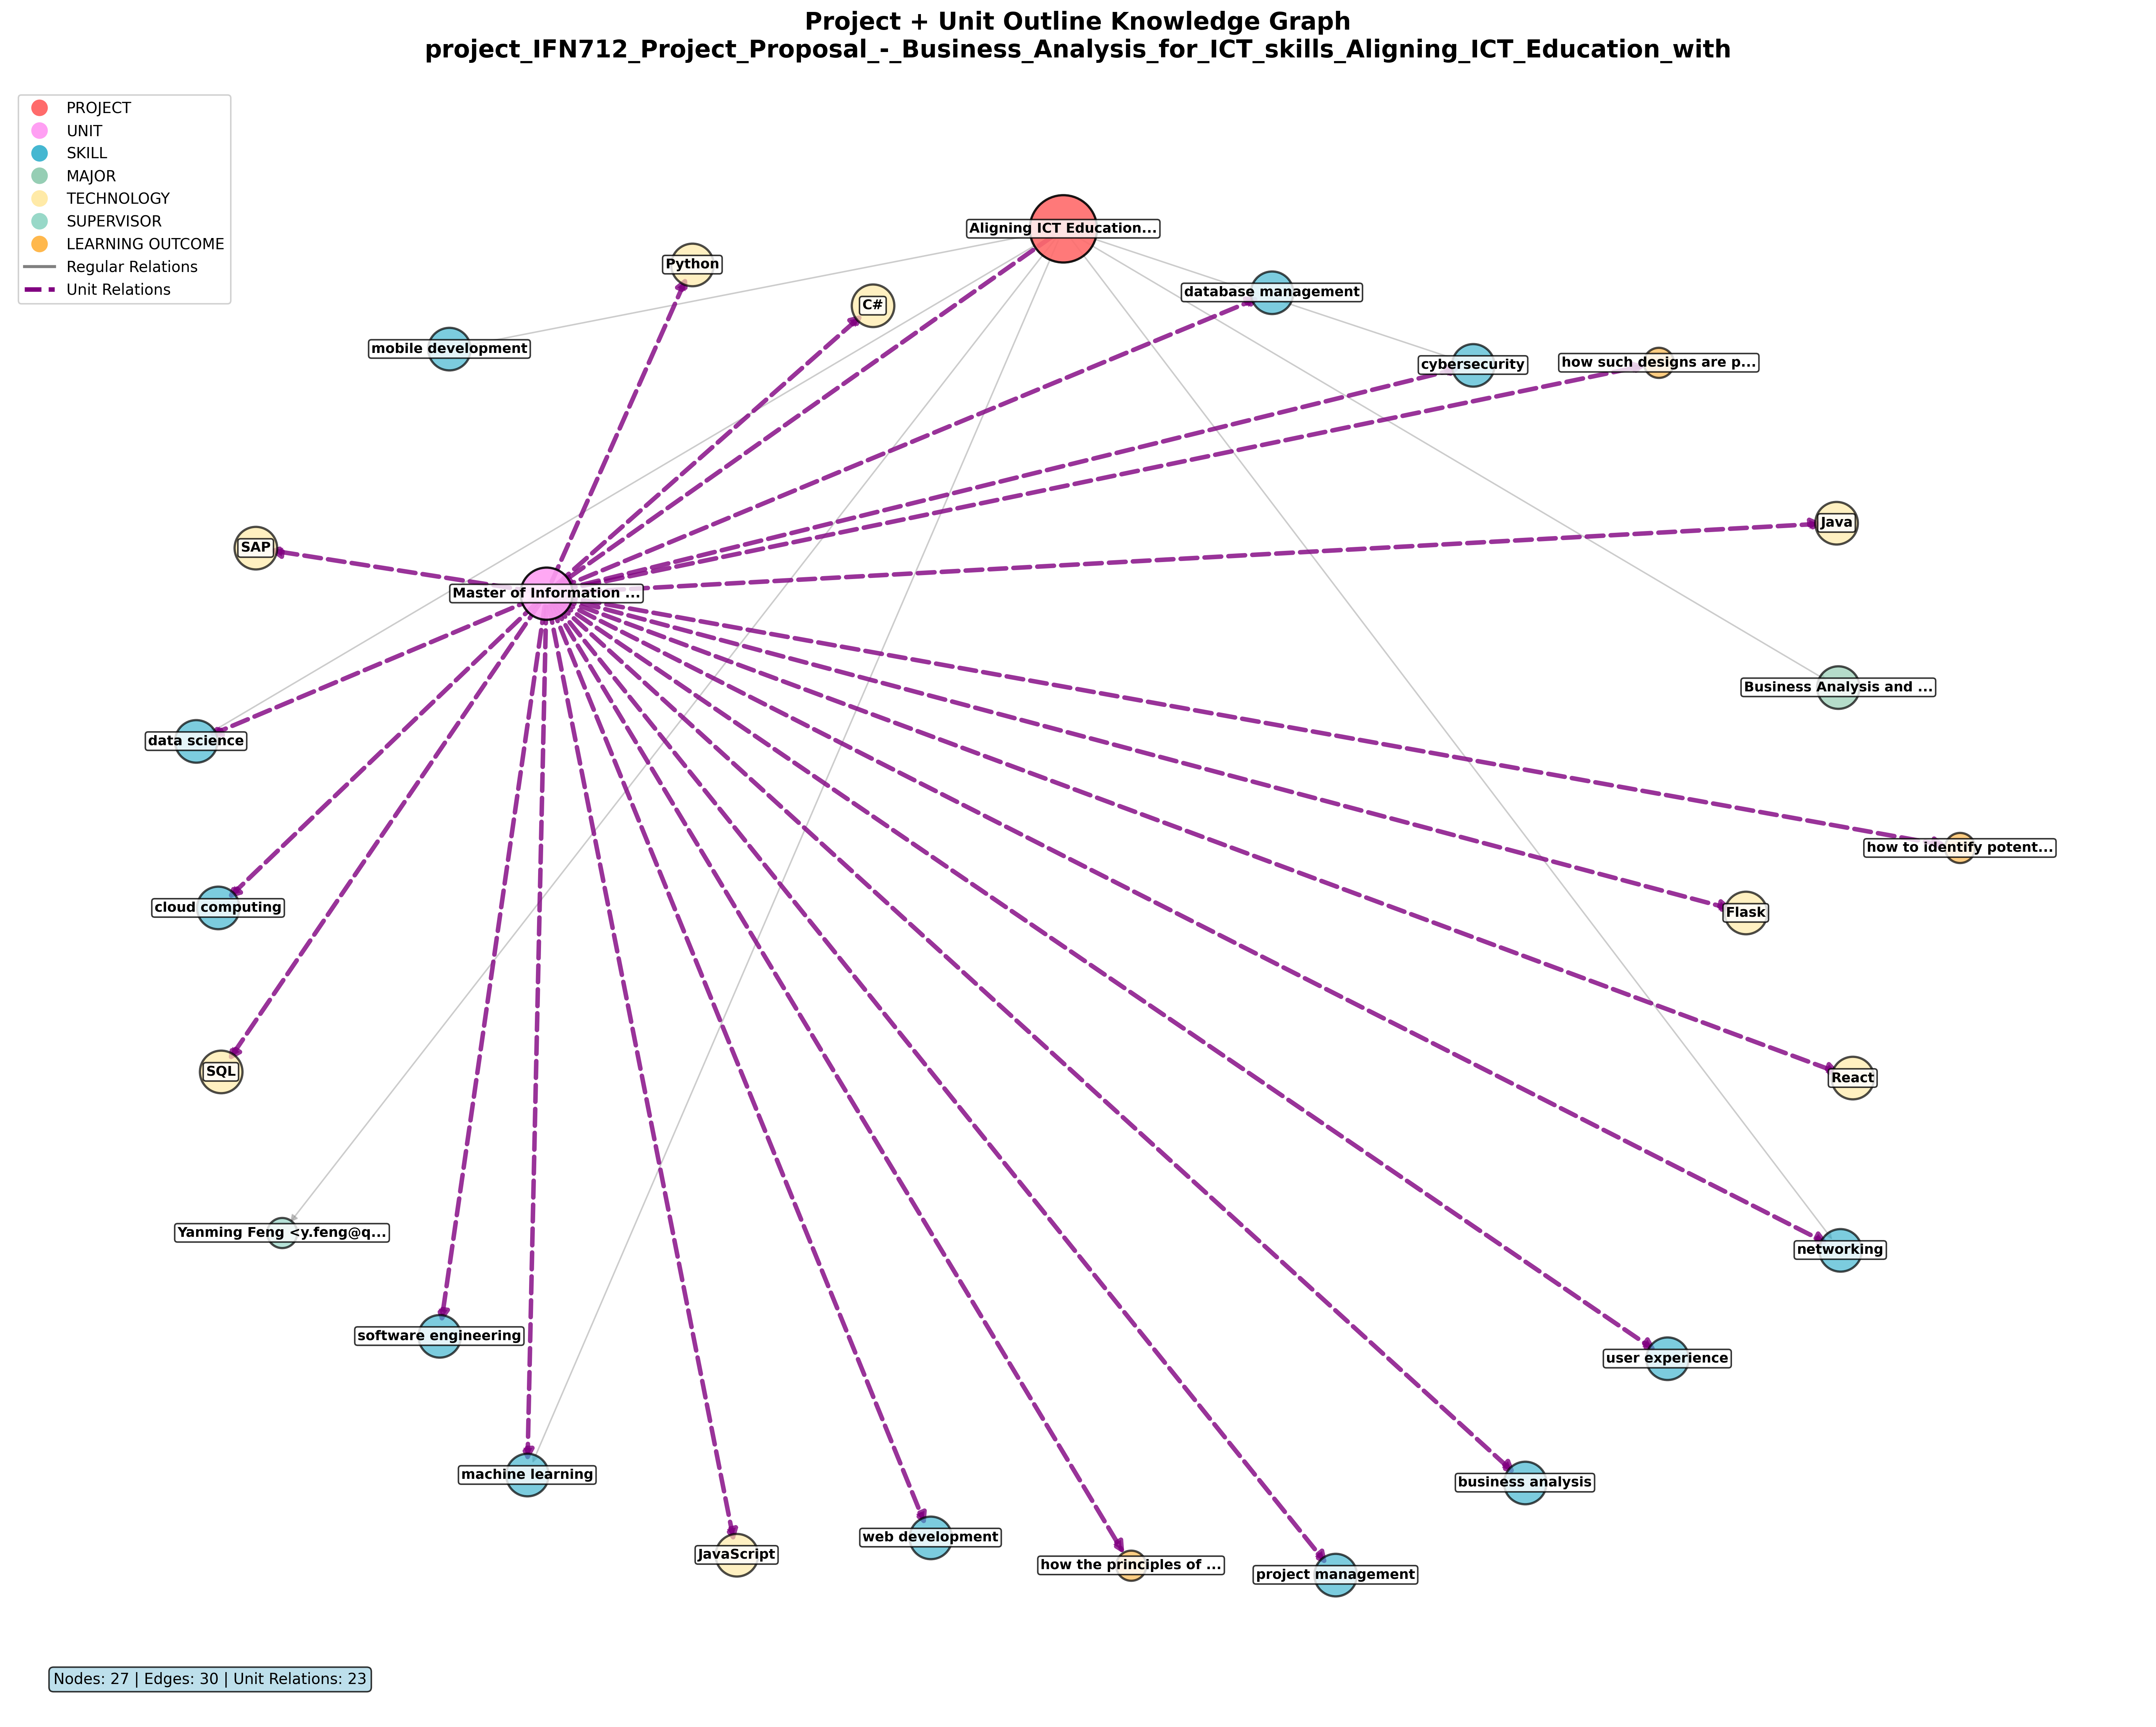 Project + Unit Outline Knowledge Graph
project_IFN712_Project_Proposal_-_Business_Analysis_for_ICT_skills_Aligning_ICT_Education_with
PROJECT
UNIT
SKILL
MAJOR
TECHNOLOGY
SUPERVISOR
LEARNING OUTCOME
Regular Relations
Unit Relations
Aligning ICT Education...
Python
database management
C#
mobile development
cybersecurity
how such designs are p...
Java
SAP
Master of Information ...
Business Analysis and ...
data science
how to identify potent...
cloud computing
Flask
SQL
React
Yanming Feng <y.feng@q...
networking
software engineering
user experience
machine learning
business analysis
web development
JavaScript
how the principles of ...
project management
Nodes: 27 | Edges: 30 | Unit Relations: 23